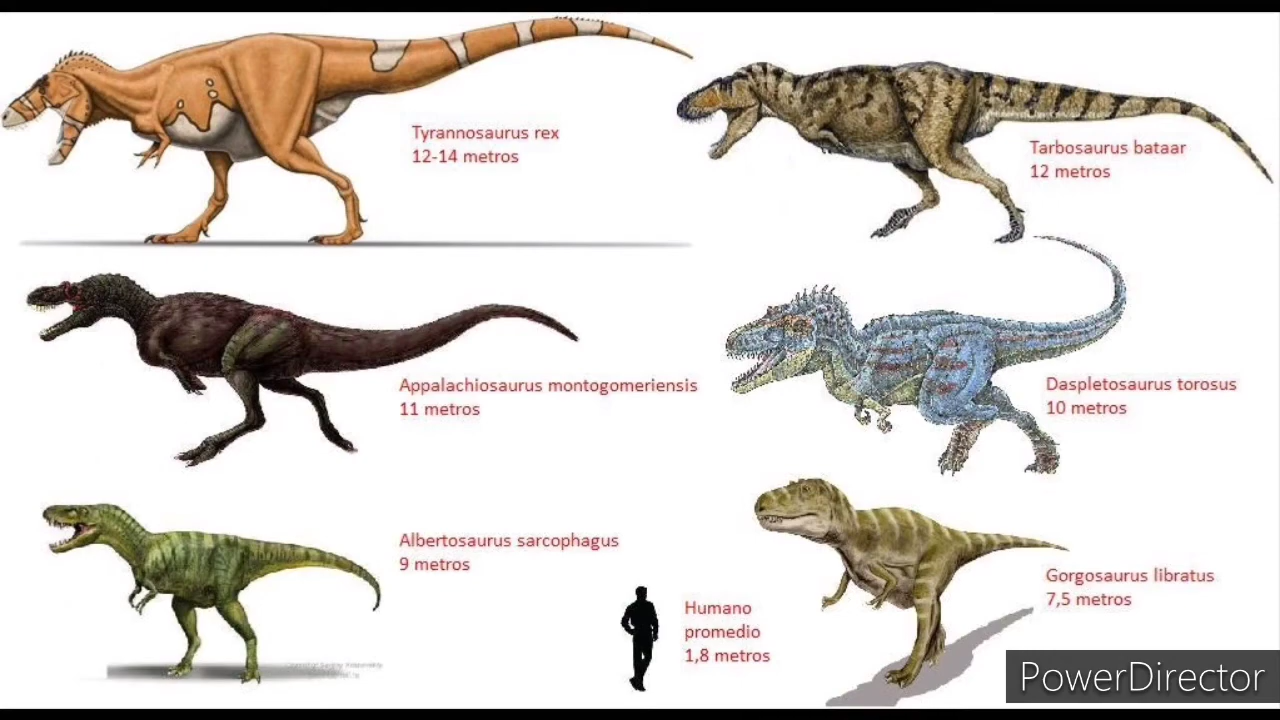 Tyrannosaurus rex
12-14 metros
Tarbosaurus bataar
12 metros
Appalachiosaurus montogomeriensis
11 metros
Daspletosaurus torosus
10 metros
Albertosaurus sarcophagus
9 metros
Gorgosaurus libratus
7,5 metros
Humano
promedio
1,8 metros
PowerDirector